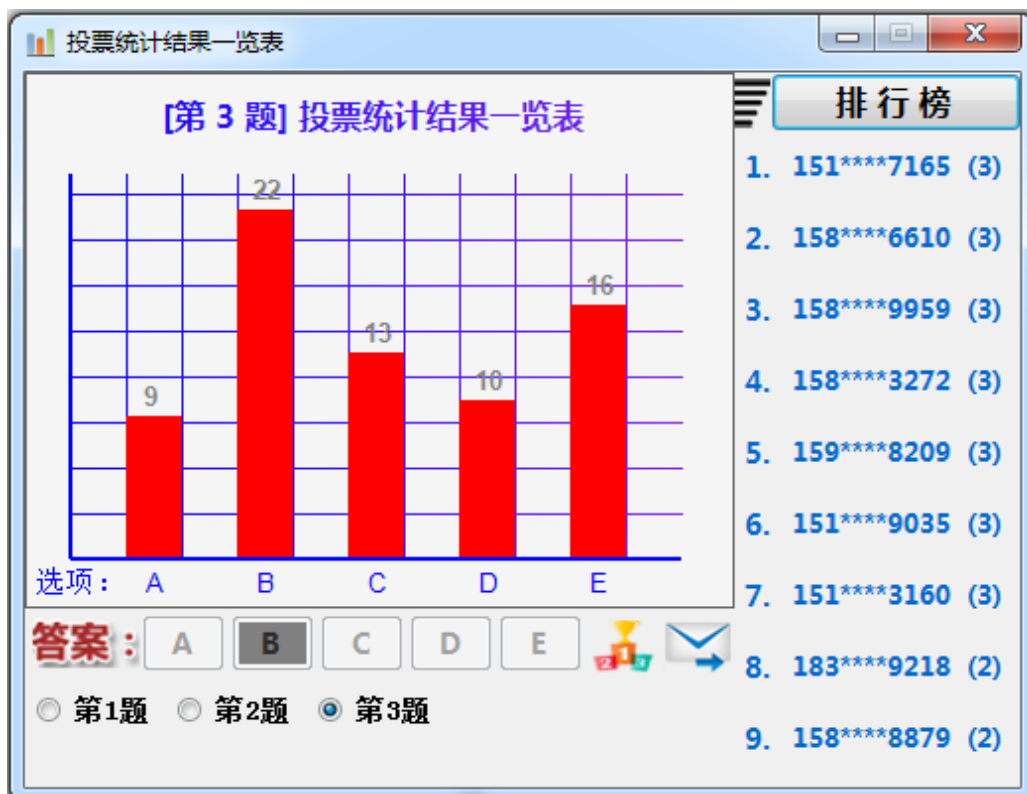 投票统计结果一览表
[第 3 题] 投票统计结果一览表
9
22
13
10
16
选项: A B C D E
答案: A B C D E
1 2 3
第1题 第2题 第3题
排行榜
1. 151****7165 (3)
2. 158****6610 (3)
3. 158****9959 (3)
4. 158****3272 (3)
5. 159****8209 (3)
6. 151****9035 (3)
7. 151****3160 (3)
8. 183****9218 (2)
9. 158****8879 (2)